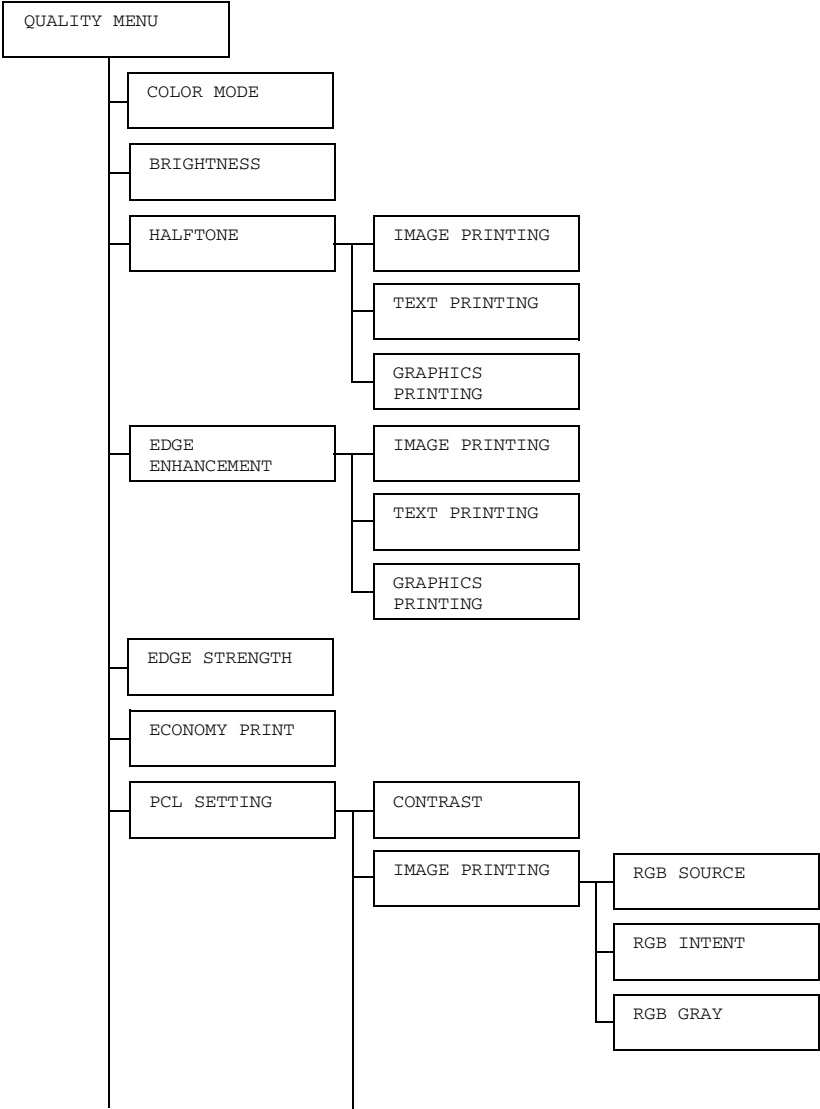 QUALITY MENU
COLOR MODE
BRIGHTNESS
HALFTONE
IMAGE PRINTING
TEXT PRINTING
GRAPHICS
PRINTING
EDGE
ENHANCEMENT
IMAGE PRINTING
TEXT PRINTING
GRAPHICS
PRINTING
EDGE STRENGTH
ECONOMY PRINT
PCL SETTING
CONTRAST
IMAGE PRINTING
RGB SOURCE
RGB INTENT
RGB GRAY